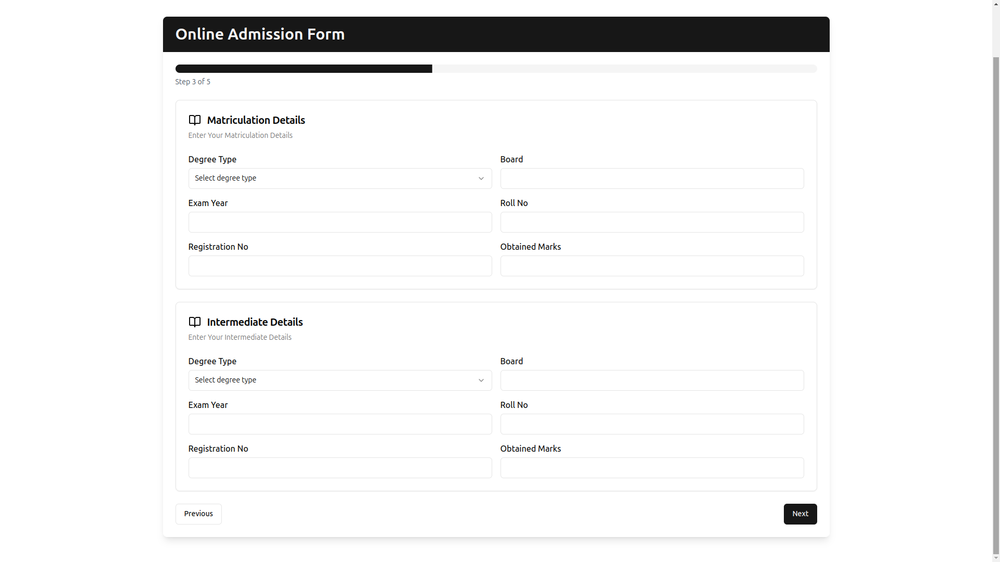 Online Admission Form
Step 3 of 5
Matriculation Details
Enter Your Matriculation Details
Degree Type
Board
Select degree type
Exam Year
Roll No
Registration No
Obtained Marks
Intermediate Details
Enter Your Intermediate Details
Degree Type
Board
Select degree type
Exam Year
Roll No
Registration No
Obtained Marks
Previous
Next